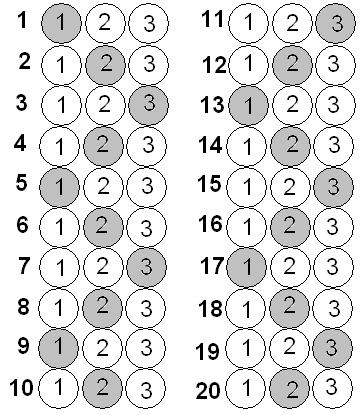 1 1 2 3 11 1 2 3
2 1 2 3 12 1 2 3
3 1 2 3 13 1 2 3
4 1 2 3 14 1 2 3
5 1 2 3 15 1 2 3
6 1 2 3 16 1 2 3
7 1 2 3 17 1 2 3
8 1 2 3 18 1 2 3
9 1 2 3 19 1 2 3
10 1 2 3 20 1 2 3